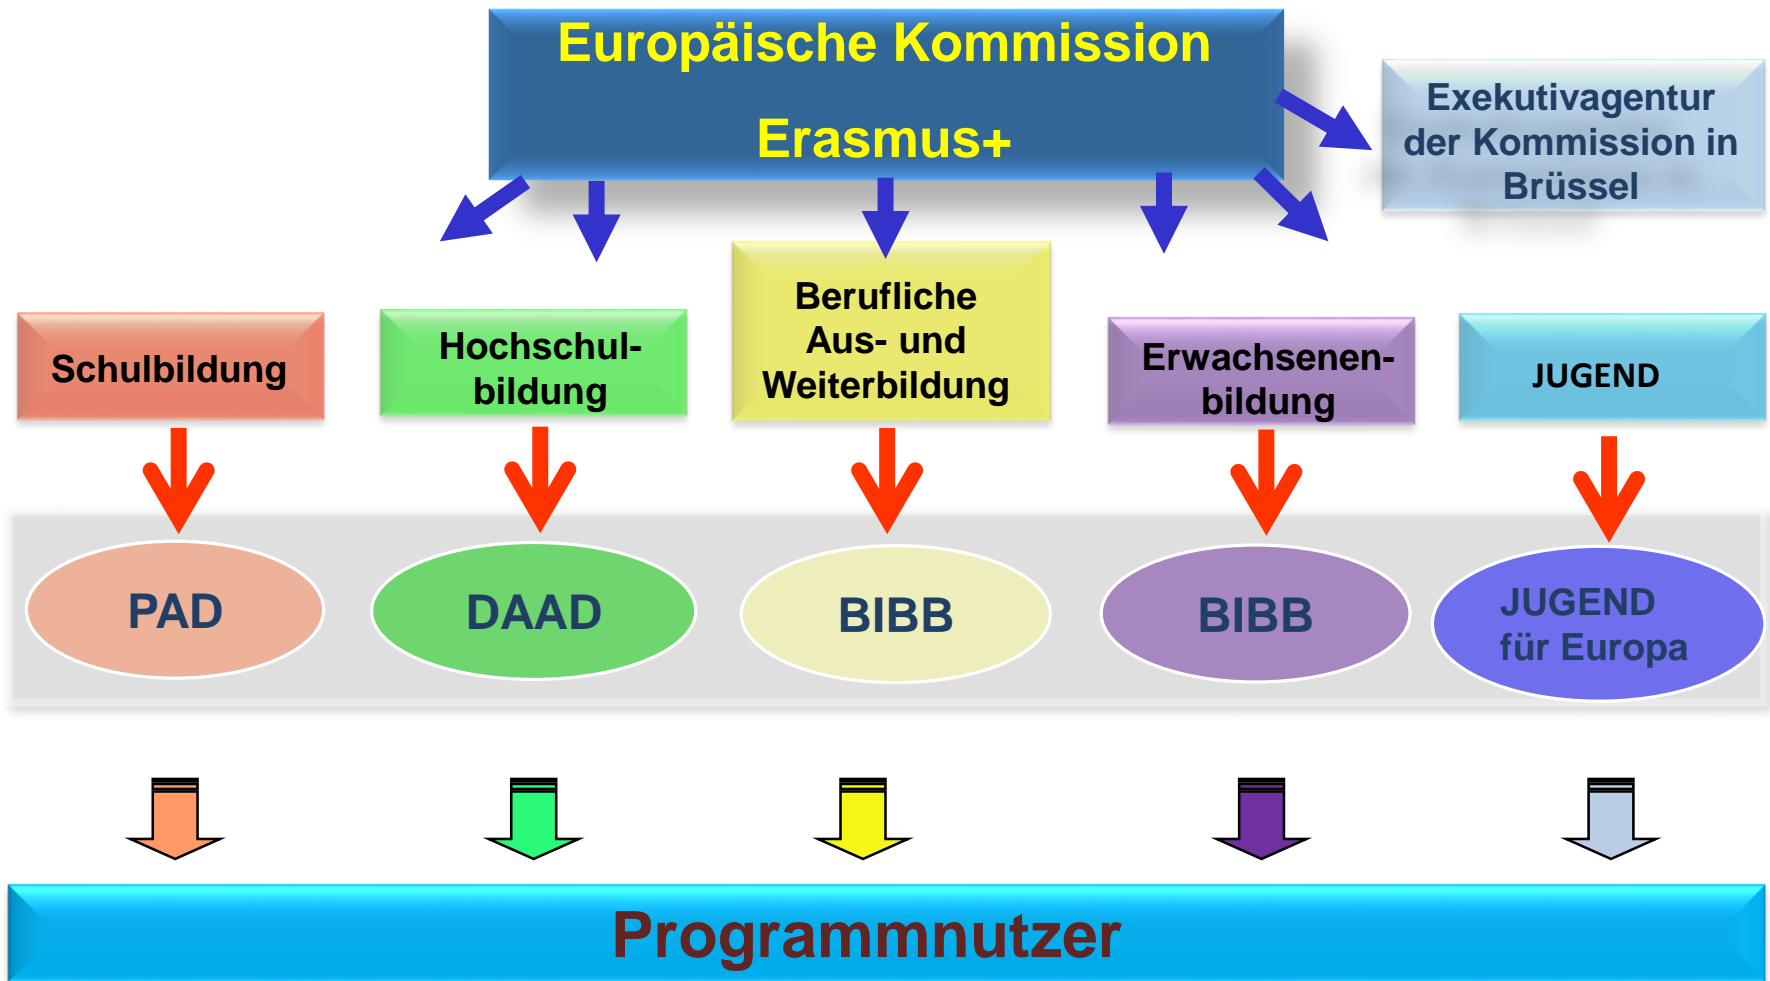 Europäische Kommission
Erasmus+
Exekutivagentur
der Kommission in
Brüssel
Schulbildung
Hochschul-
bildung
Berufliche
Aus- und
Weiterbildung
Erwachsenen-
bildung
JUGEND
PAD
DAAD
BIBB
BIBB
JUGEND
für Europa
Programmnutzer